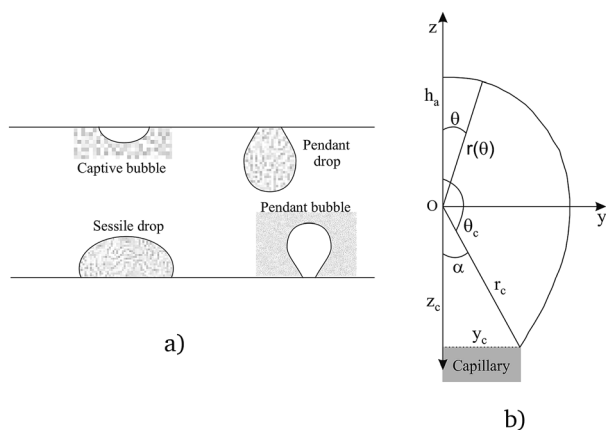 Captive bubble
Pendant
drop
Sessile drop
Pendant bubble
a)
z
h_a
θ
r(θ)
O
y
θ_c
α
r_c
z_c
y_c
Capillary
b)